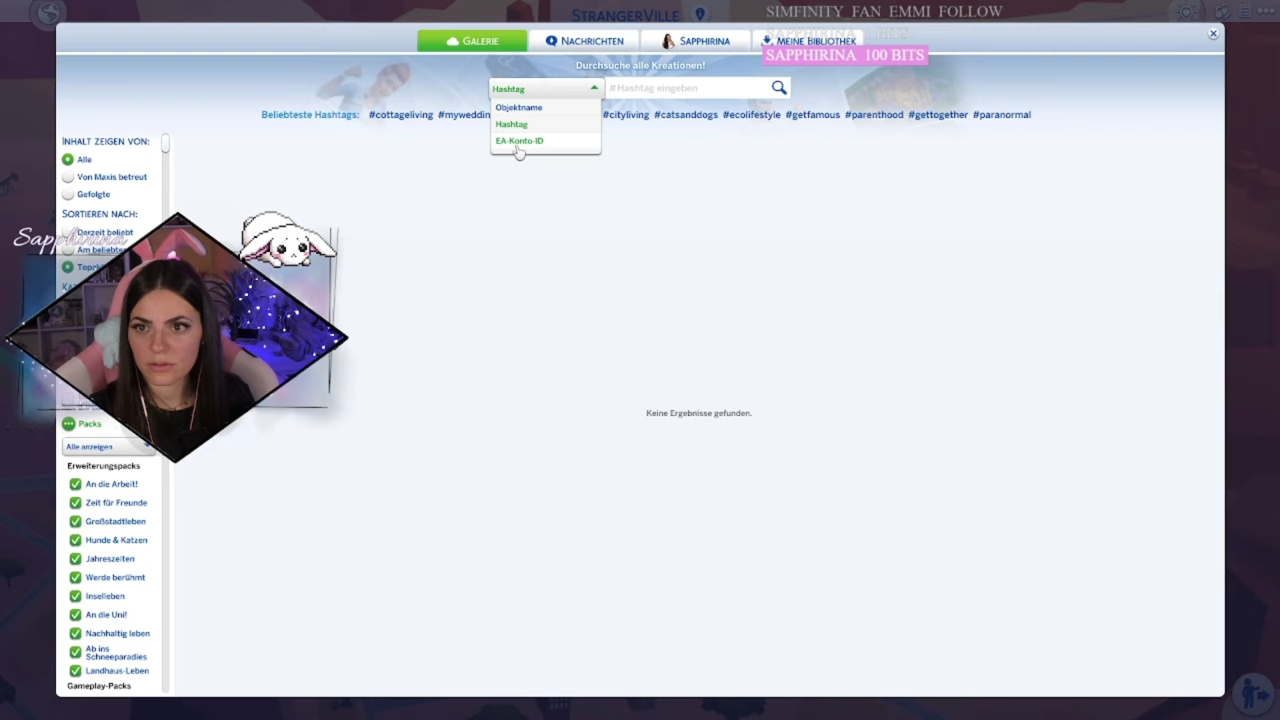 STRANGERVILLE
SIMFINITY_FAN_EMMI FOLLOW
GALERIE
NACHRICHTEN
SAPPHIRINA
MEINE BIBLIOTHEK
SAPPHIRINA 100 BITS
Durchsuche alle Kreationen!
Hashtag
#Hashtag eingeben
Objektname
Hashtag
EA-Konto-ID
Beliebteste Hashtags: #cottageliving #myweddin #cityliving #catsanddogs #ecolifestyle #getfamous #parenthood #gettogether #paranormal
INHALT ZEIGEN VON:
Alle
Von Maxis betreut
Gefolgte
SORTIEREN NACH:
Derzeit beliebt
Am beliebte
Sapphirina
Packs
Alle anzeigen
Erweiterungspacks
An die Arbeit!
Zeit für Freunde
Großstadtleben
Hunde & Katzen
Jahreszeiten
Werde berühmt
Inselleben
An die Uni!
Nachhaltig leben
Ab ins
Schneeparadies
Landhaus-Leben
Gameplay-Packs
Keine Ergebnisse gefunden.